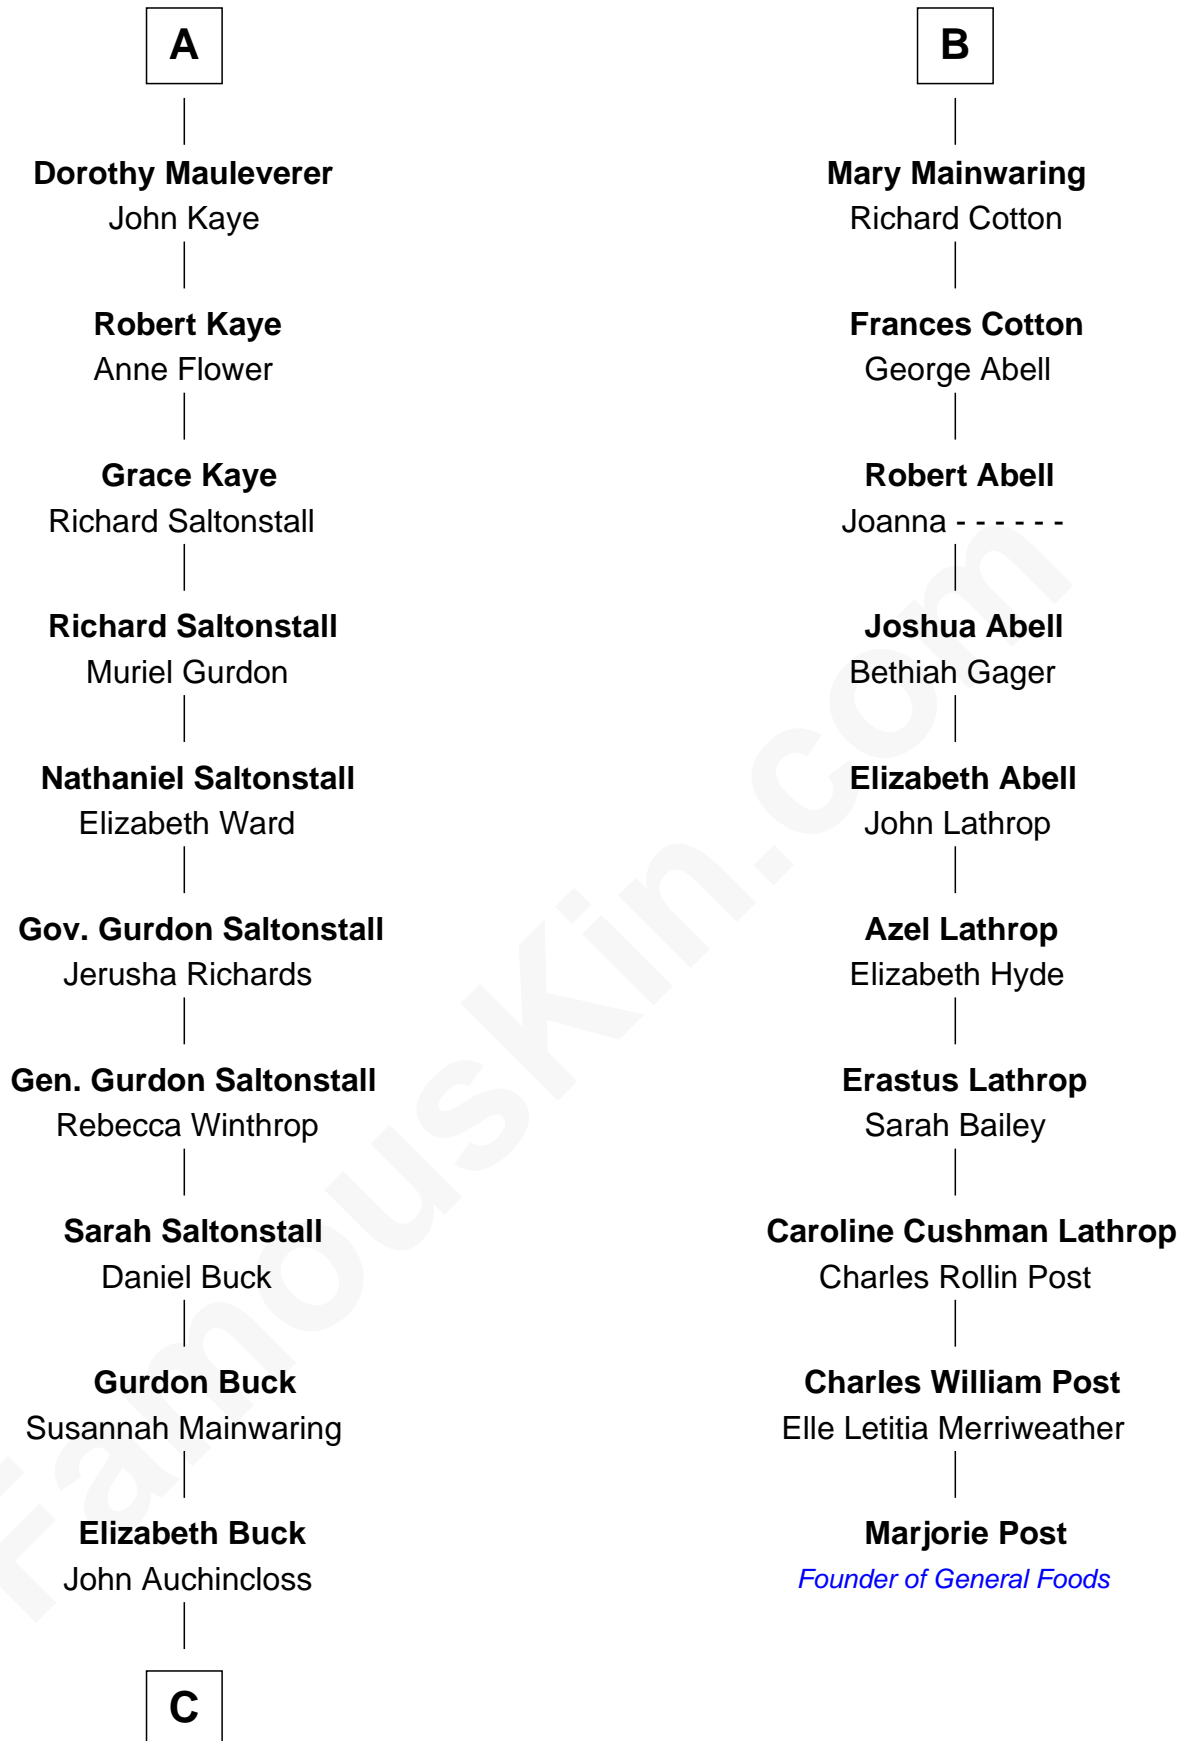 A
Dorothy Mauleverer
John Kaye
Robert Kaye
Anne Flower
Grace Kaye
Richard Saltonstall
Richard Saltonstall
Muriel Gurdon
Nathaniel Saltonstall
Elizabeth Ward
Gov. Gurdon Saltonstall
Jerusha Richards
Gen. Gurdon Saltonstall
Rebecca Winthrop
Sarah Saltonstall
Daniel Buck
Gurdon Buck
Susannah Mainwaring
Elizabeth Buck
John Auchincloss
C
B
Mary Mainwaring
Richard Cotton
Frances Cotton
George Abell
Robert Abell
Joanna - - - - - -
Joshua Abell
Bethiah Gager
Elizabeth Abell
John Lathrop
Azel Lathrop
Elizabeth Hyde
Erastus Lathrop
Sarah Bailey
Caroline Cushman Lathrop
Charles Rollin Post
Charles William Post
Elle Letitia Merriweather
Marjorie Post
Founder of General Foods
FamousKin.com